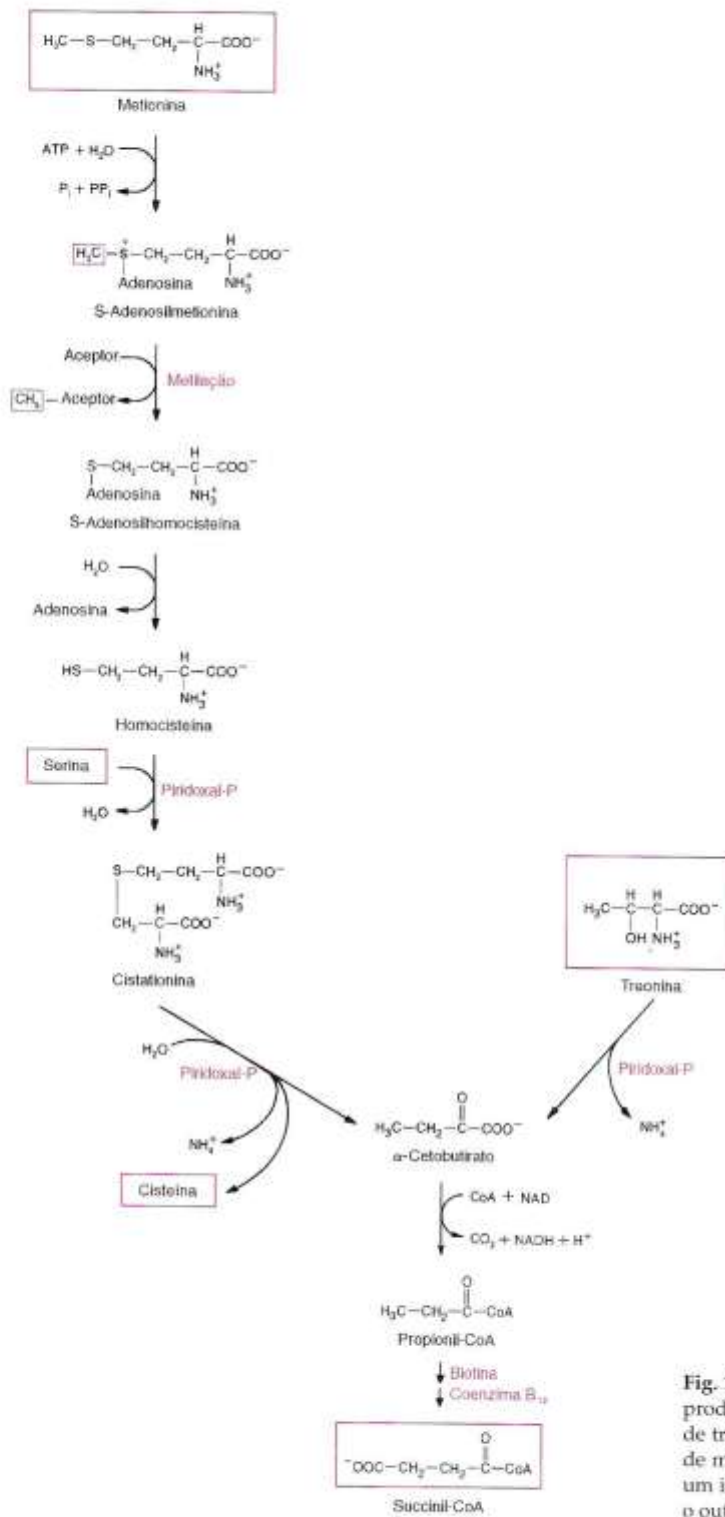 H₃C—S—CH₂—CH₂—C—COO⁻
H
NH₃⁺
Metionina
ATP + H₂O
Pᵢ + PPᵢ
H₃C—S⁺—CH₂—CH₂—C—COO⁻
H
Adenosina NH₃⁺
S-Adenosilmetionina
Aceptor
Metilação
CH₃—Aceptor
H
S—CH₂—CH₂—C—COO⁻
Adenosina NH₃⁺
S-Adenosilhomocisteína
H₂O
Adenosina
H
HS—CH₂—CH₂—C—COO⁻
NH₃⁺
Homocisteína
Serina
Piridoxal-P
H₂O
H
S—CH₂—CH₂—C—COO⁻
H NH₃⁺
CH₂—C—COO⁻
NH₃⁺
Cistationina
H H
H₃C—C—C—COO⁻
OH NH₃⁺
Treonina
H₂O
Piridoxal-P
NH₄⁺
Cisteína
Piridoxal-P
NH₄⁺
O
H₃C—CH₂—C—COO⁻
α-Cetobutirato
CoA + NAD
CO₂ + NADH + H⁺
O
H₃C—CH₂—C—CoA
Propionil-CoA
Biotina
Coenzima B₁₂
O
⁻OOC—CH₂—CH₂—C—CoA
Succinil-CoA
Fig.
prod
de tr
de m
um i
o out